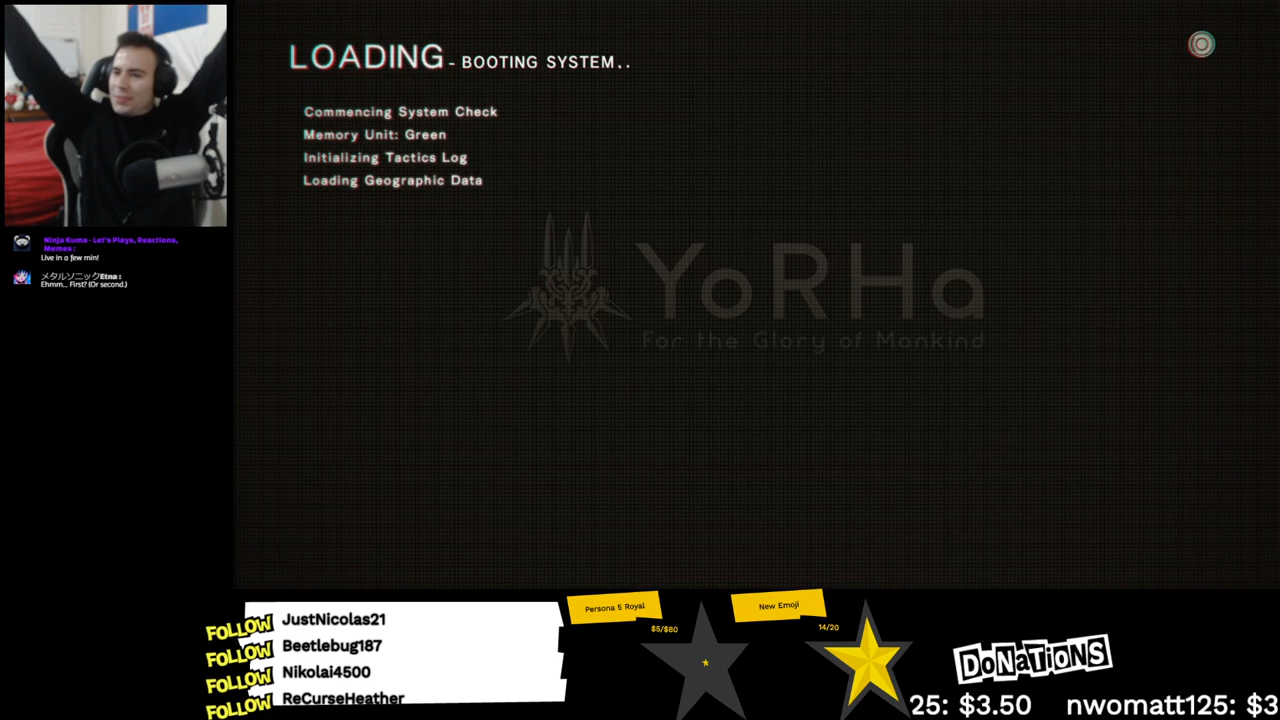 LOADING - BOOTING SYSTEM..
Commencing System Check
Memory Unit: Green
Initializing Tactics Log
Loading Geographic Data
YoRHa
For the Glory of Mankind
Ninja Kuma - Let's Plays, Reactions,
Memes :
Live in a few min!
メタルソニックEtna :
Ehmm... First? (Or second.)
FOLLOW JustNicolas21
FOLLOW Beetlebug187
FOLLOW Nikolai4500
FOLLOW ReCurseHeather
Persona 5 Royal
$5/$80
New Emoji
14/20
DoNaTioNS
25: $3.50 nwomatt125: $3